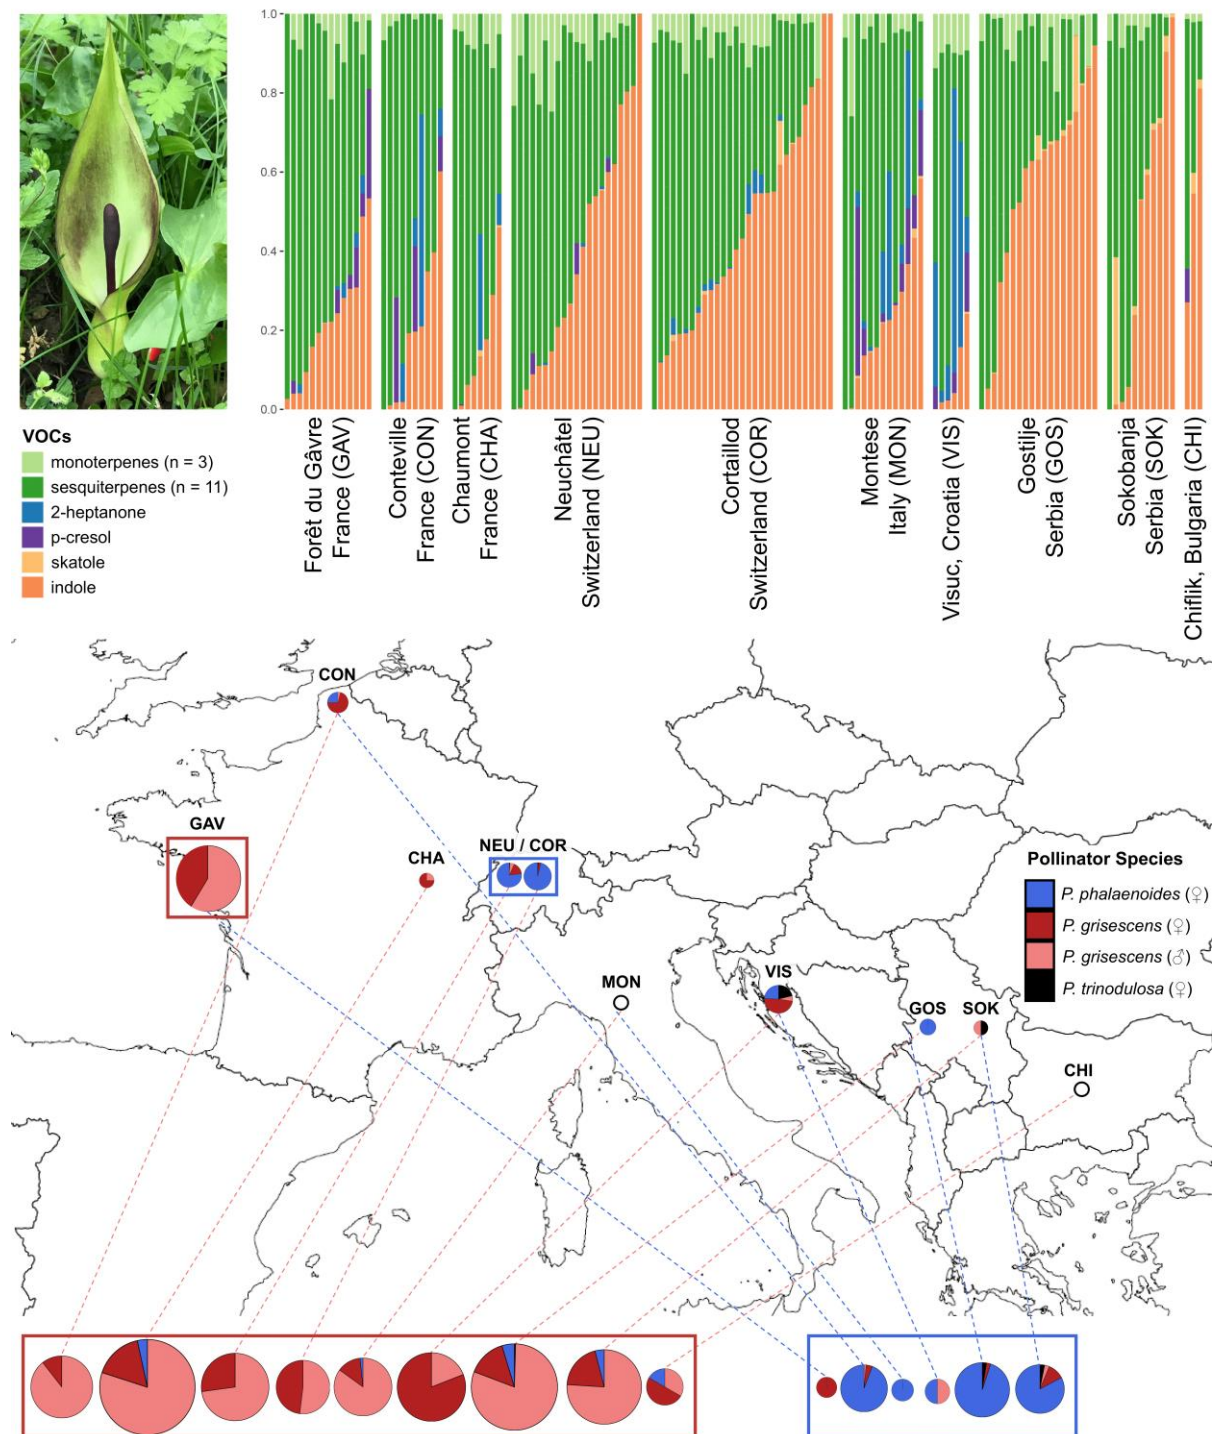 1.0
0.8
0.6
0.4
0.2
0.0
VOCs
monoterpenes (n = 3)
sesquiterpenes (n = 11)
2-heptanone
p-cresol
skatole
indole
Forêt du Gâvre
France (GAV)
Conteville
France (CON)
Chaumont
France (CHA)
Neuchâtel
Switzerland (NEU)
Cortaillod
Switzerland (COR)
Montese
Italy (MON)
Visuc, Croatia (VIS)
Gostilje
Serbia (GOS)
Sokobanja
Serbia (SOK)
Chiflik, Bulgaria (CHI)
CON
GAV
CHA
NEU / COR
MON
VIS
GOS
SOK
CHI
Pollinator Species
P. phalaenoides (♀)
P. grisescens (♀)
P. grisescens (♂)
P. trinodulosa (♀)